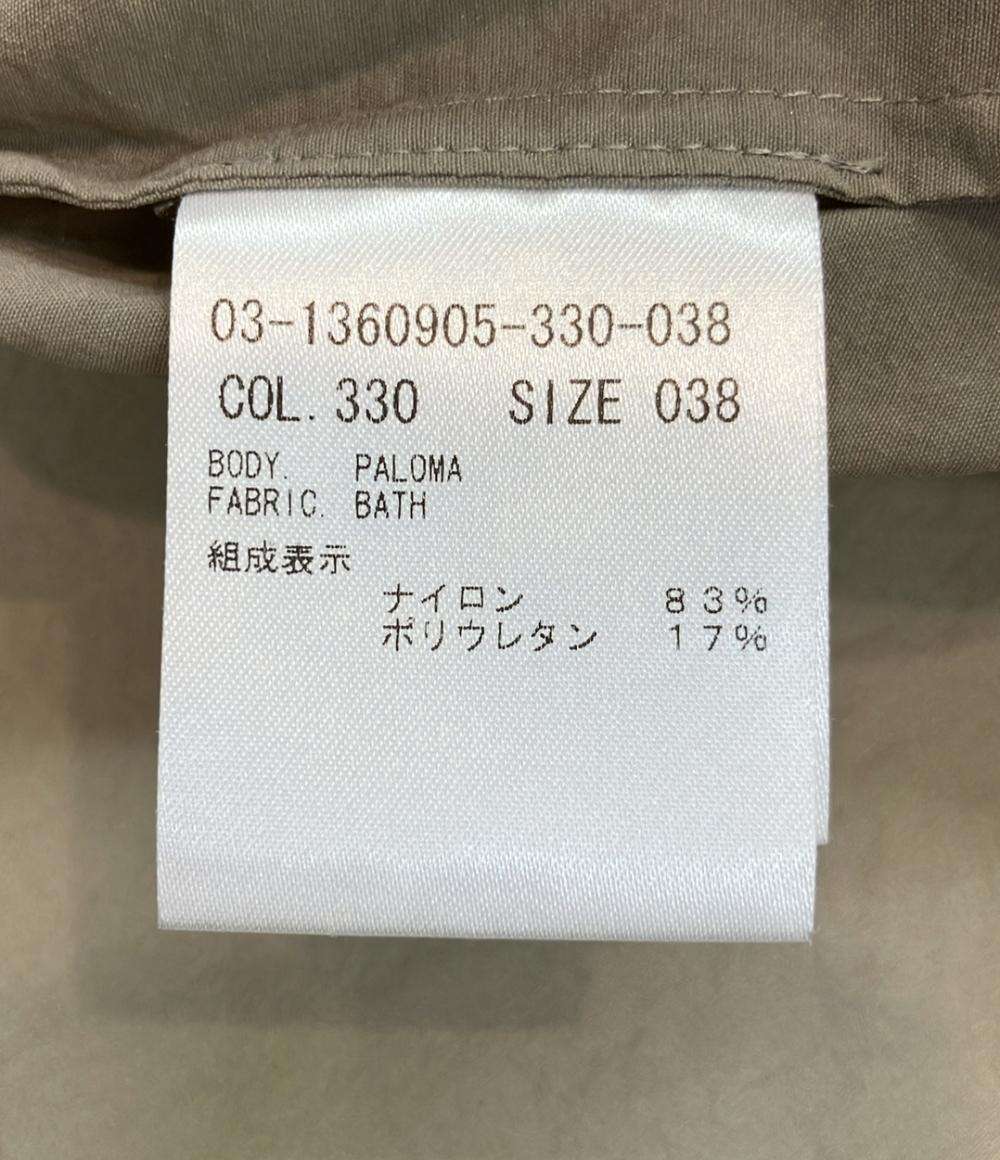 03-1360905-330-038
COL. 330 SIZE 038
BODY. PALOMA
FABRIC. BATH
組成表示
ナイロン 83%
ポリウレタン 17%